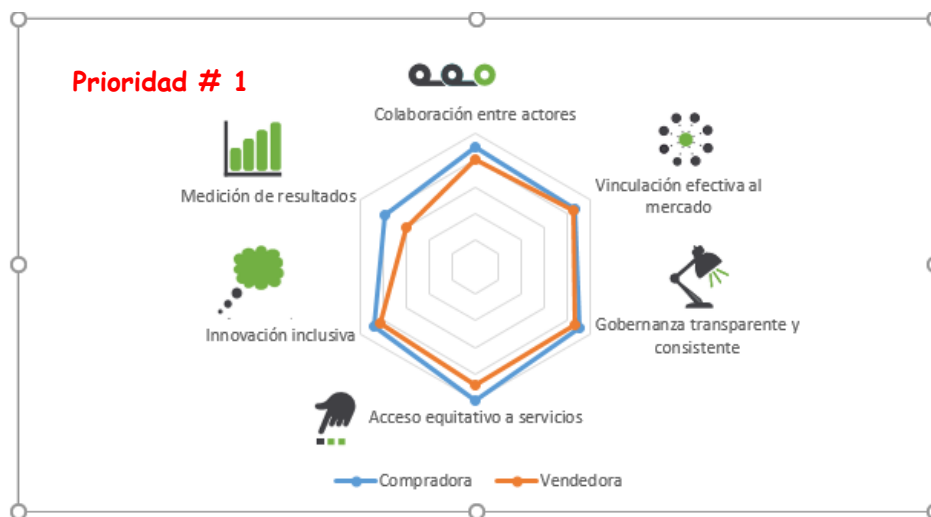 Prioridad # 1
Colaboración entre actores
Vinculación efectiva al
mercado
Medición de resultados
Gobernanza transparente y
consistente
Innovación inclusiva
Acceso equitativo a servicios
Compradora
Vendedora